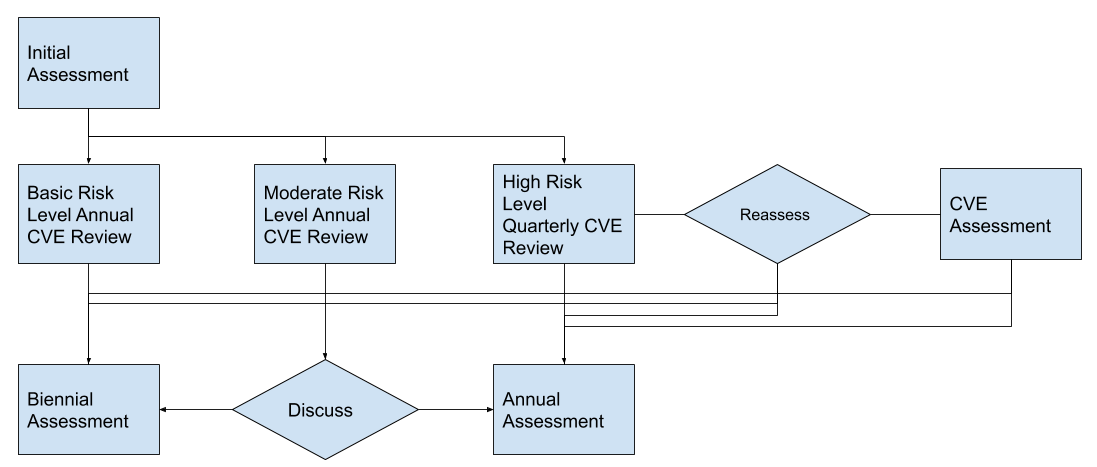 Initial
Assessment
Basic Risk
Level Annual
CVE Review
Moderate Risk
Level Annual
CVE Review
High Risk
Level
Quarterly CVE
Review
Reassess
CVE
Assessment
Biennial
Assessment
Discuss
Annual
Assessment